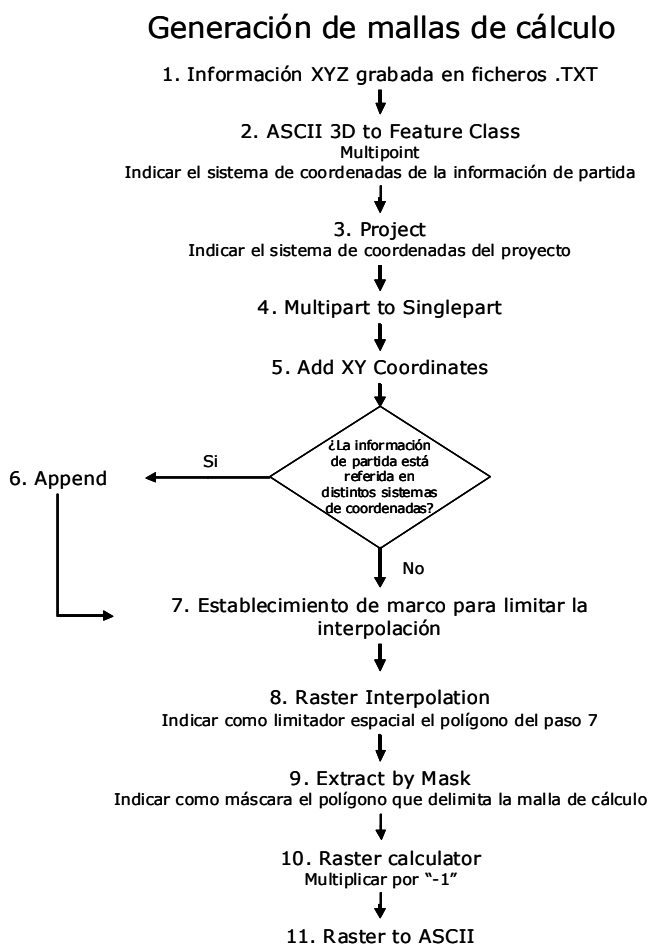 Generación de mallas de cálculo
1. Información XYZ grabada en ficheros .TXT
2. ASCII 3D to Feature Class
Multipoint
Indicar el sistema de coordenadas de la información de partida
3. Project
Indicar el sistema de coordenadas del proyecto
4. Multipart to Singlepart
5. Add XY Coordinates
¿La información
de partida está
referida en
distintos sistemas
de coordenadas?
Si
6. Append
No
7. Establecimiento de marco para limitar la
interpolación
8. Raster Interpolation
Indicar como limitador espacial el polígono del paso 7
9. Extract by Mask
Indicar como máscara el polígono que delimita la malla de cálculo
10. Raster calculator
Multiplicar por “-1”
11. Raster to ASCII